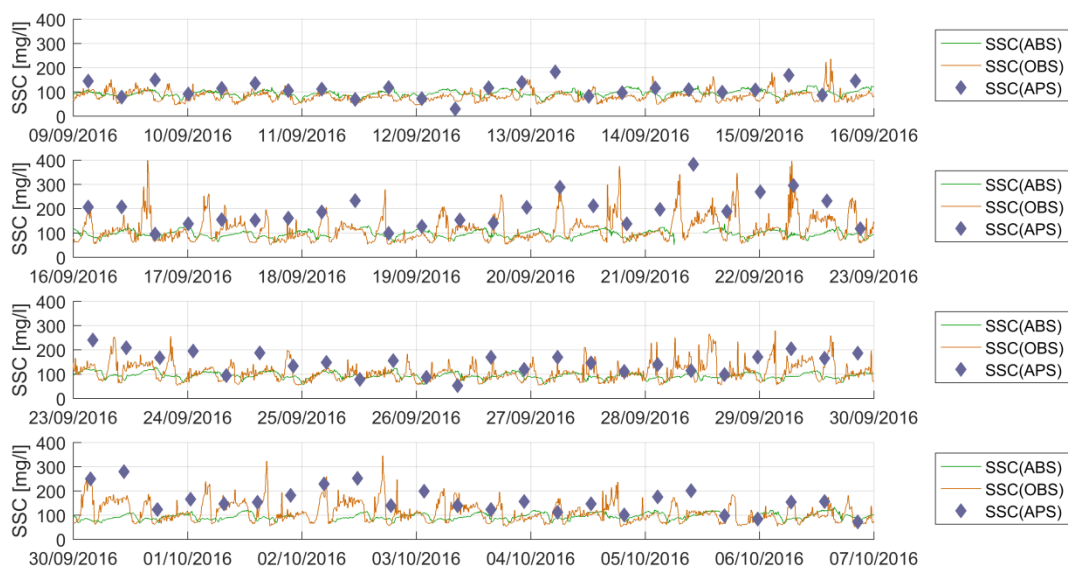 SSC [mg/l]
400
300
200
100
0
09/09/2016 10/09/2016 11/09/2016 12/09/2016 13/09/2016 14/09/2016 15/09/2016 16/09/2016
SSC(ABS)
SSC(OBS)
SSC(APS)
SSC [mg/l]
400
300
200
100
0
16/09/2016 17/09/2016 18/09/2016 19/09/2016 20/09/2016 21/09/2016 22/09/2016 23/09/2016
SSC(ABS)
SSC(OBS)
SSC(APS)
SSC [mg/l]
400
300
200
100
0
23/09/2016 24/09/2016 25/09/2016 26/09/2016 27/09/2016 28/09/2016 29/09/2016 30/09/2016
SSC(ABS)
SSC(OBS)
SSC(APS)
SSC [mg/l]
400
300
200
100
0
30/09/2016 01/10/2016 02/10/2016 03/10/2016 04/10/2016 05/10/2016 06/10/2016 07/10/2016
SSC(ABS)
SSC(OBS)
SSC(APS)